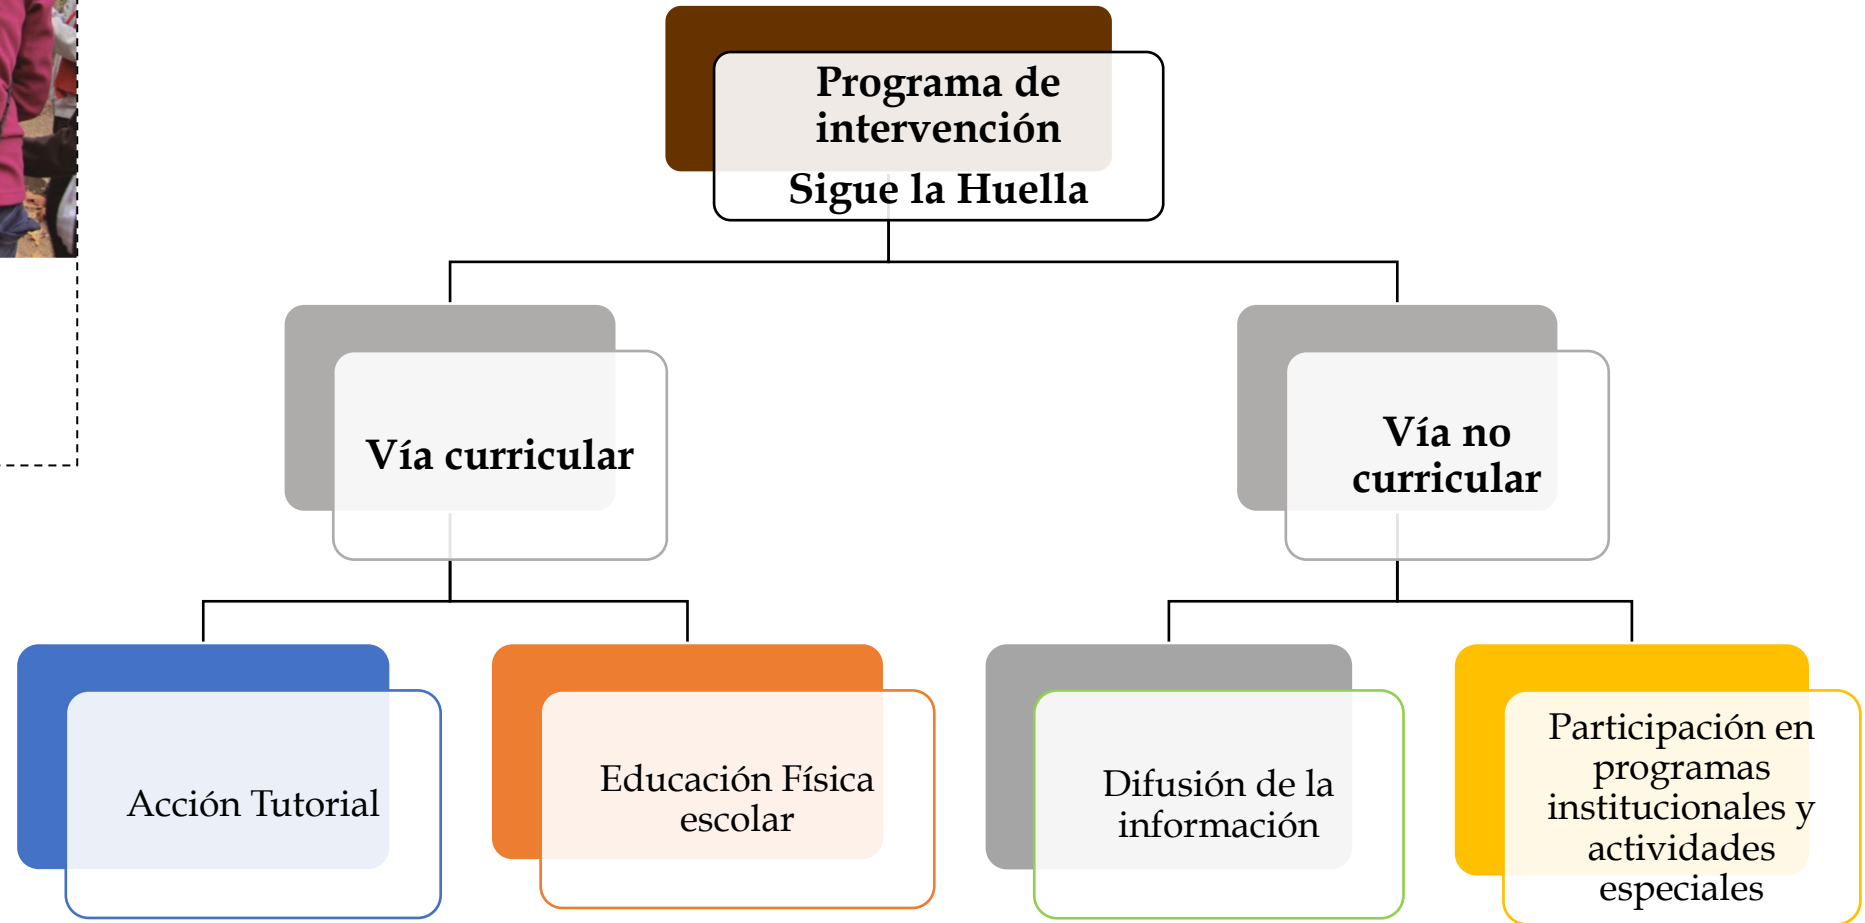 Programa de
intervención
Sigue la Huella
Vía curricular
Vía no
curricular
Acción Tutorial
Educación Física
escolar
Difusión de la
información
Participación en
programas
institucionales y
actividades
especiales